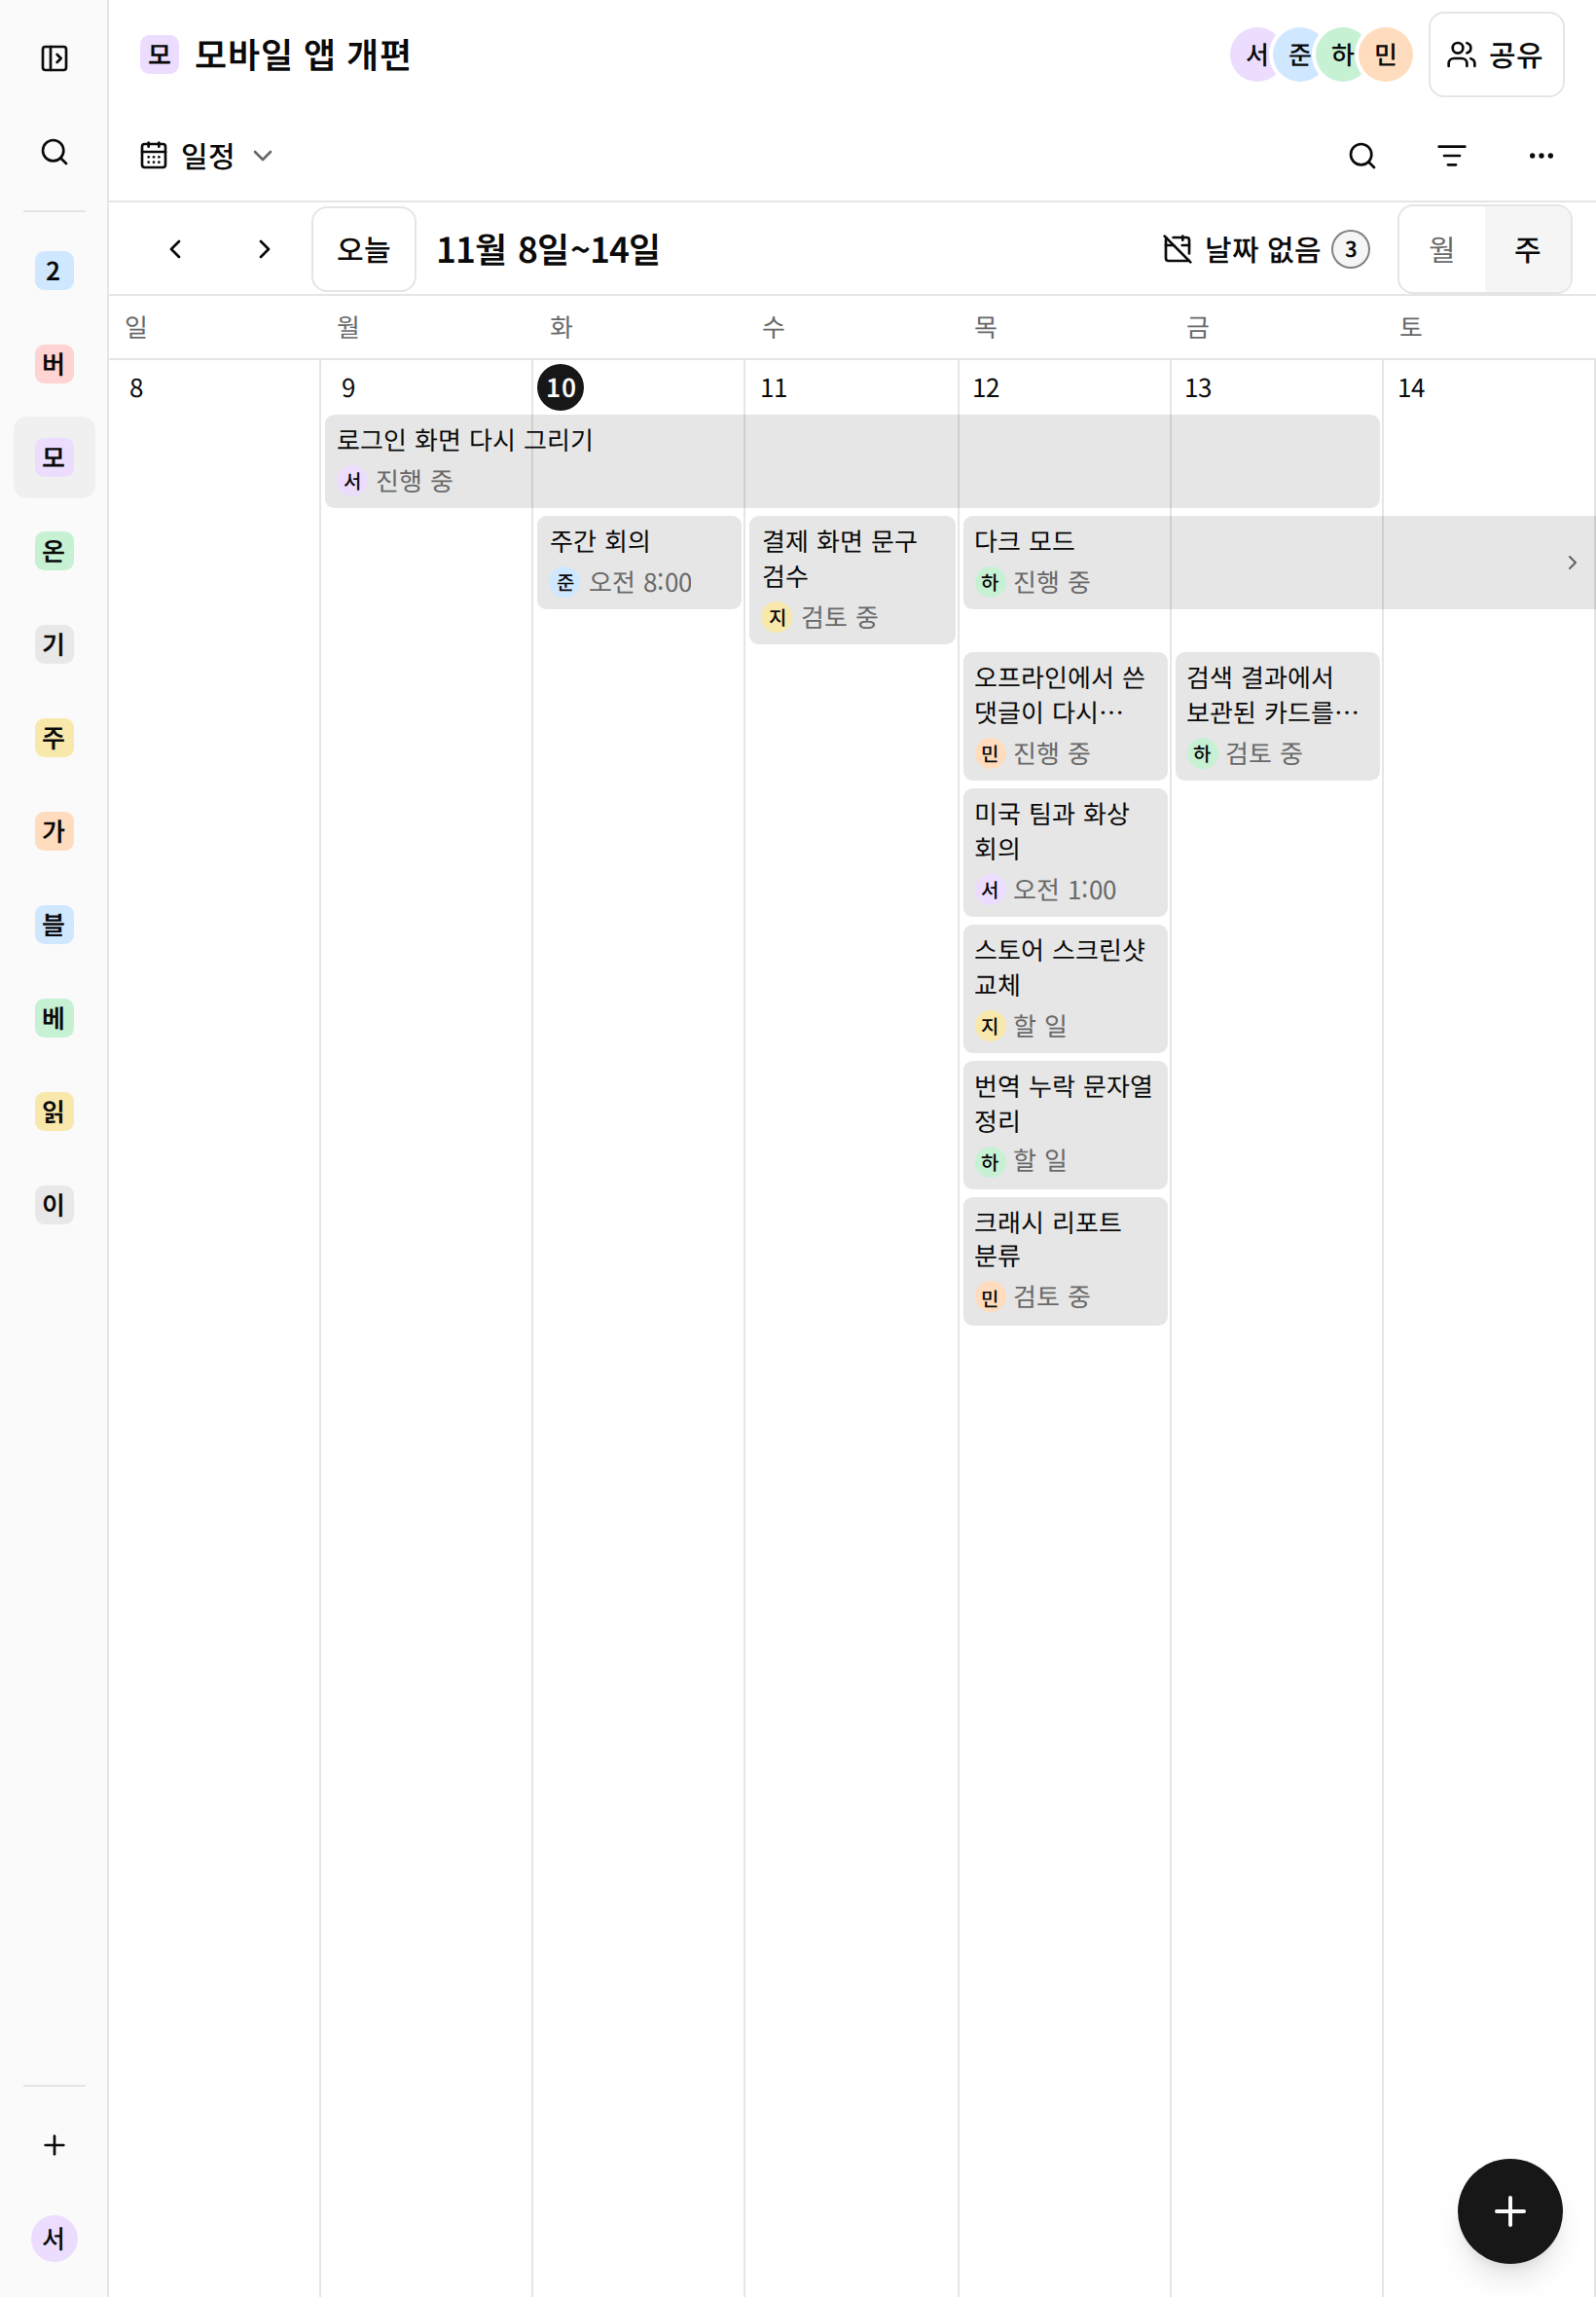 모 모바일 앱 개편
서 준 하 민 공유
일정
오늘 11월 8일~14일 날짜 없음 3 월 주
2
버
모
온
기
주
가
블
베
읽
이
서
일 월 화 수 목 금 토
8 9 10 11 12 13 14
로그인 화면 다시 그리기
서 진행 중
주간 회의
준 오전 8:00
결제 화면 문구
검수
지 검토 중
다크 모드
하 진행 중
오프라인에서 쓴
댓글이 다시…
민 진행 중
검색 결과에서
보관된 카드를…
하 검토 중
미국 팀과 화상
회의
서 오전 1:00
스토어 스크린샷
교체
지 할 일
번역 누락 문자열
정리
하 할 일
크래시 리포트
분류
민 검토 중